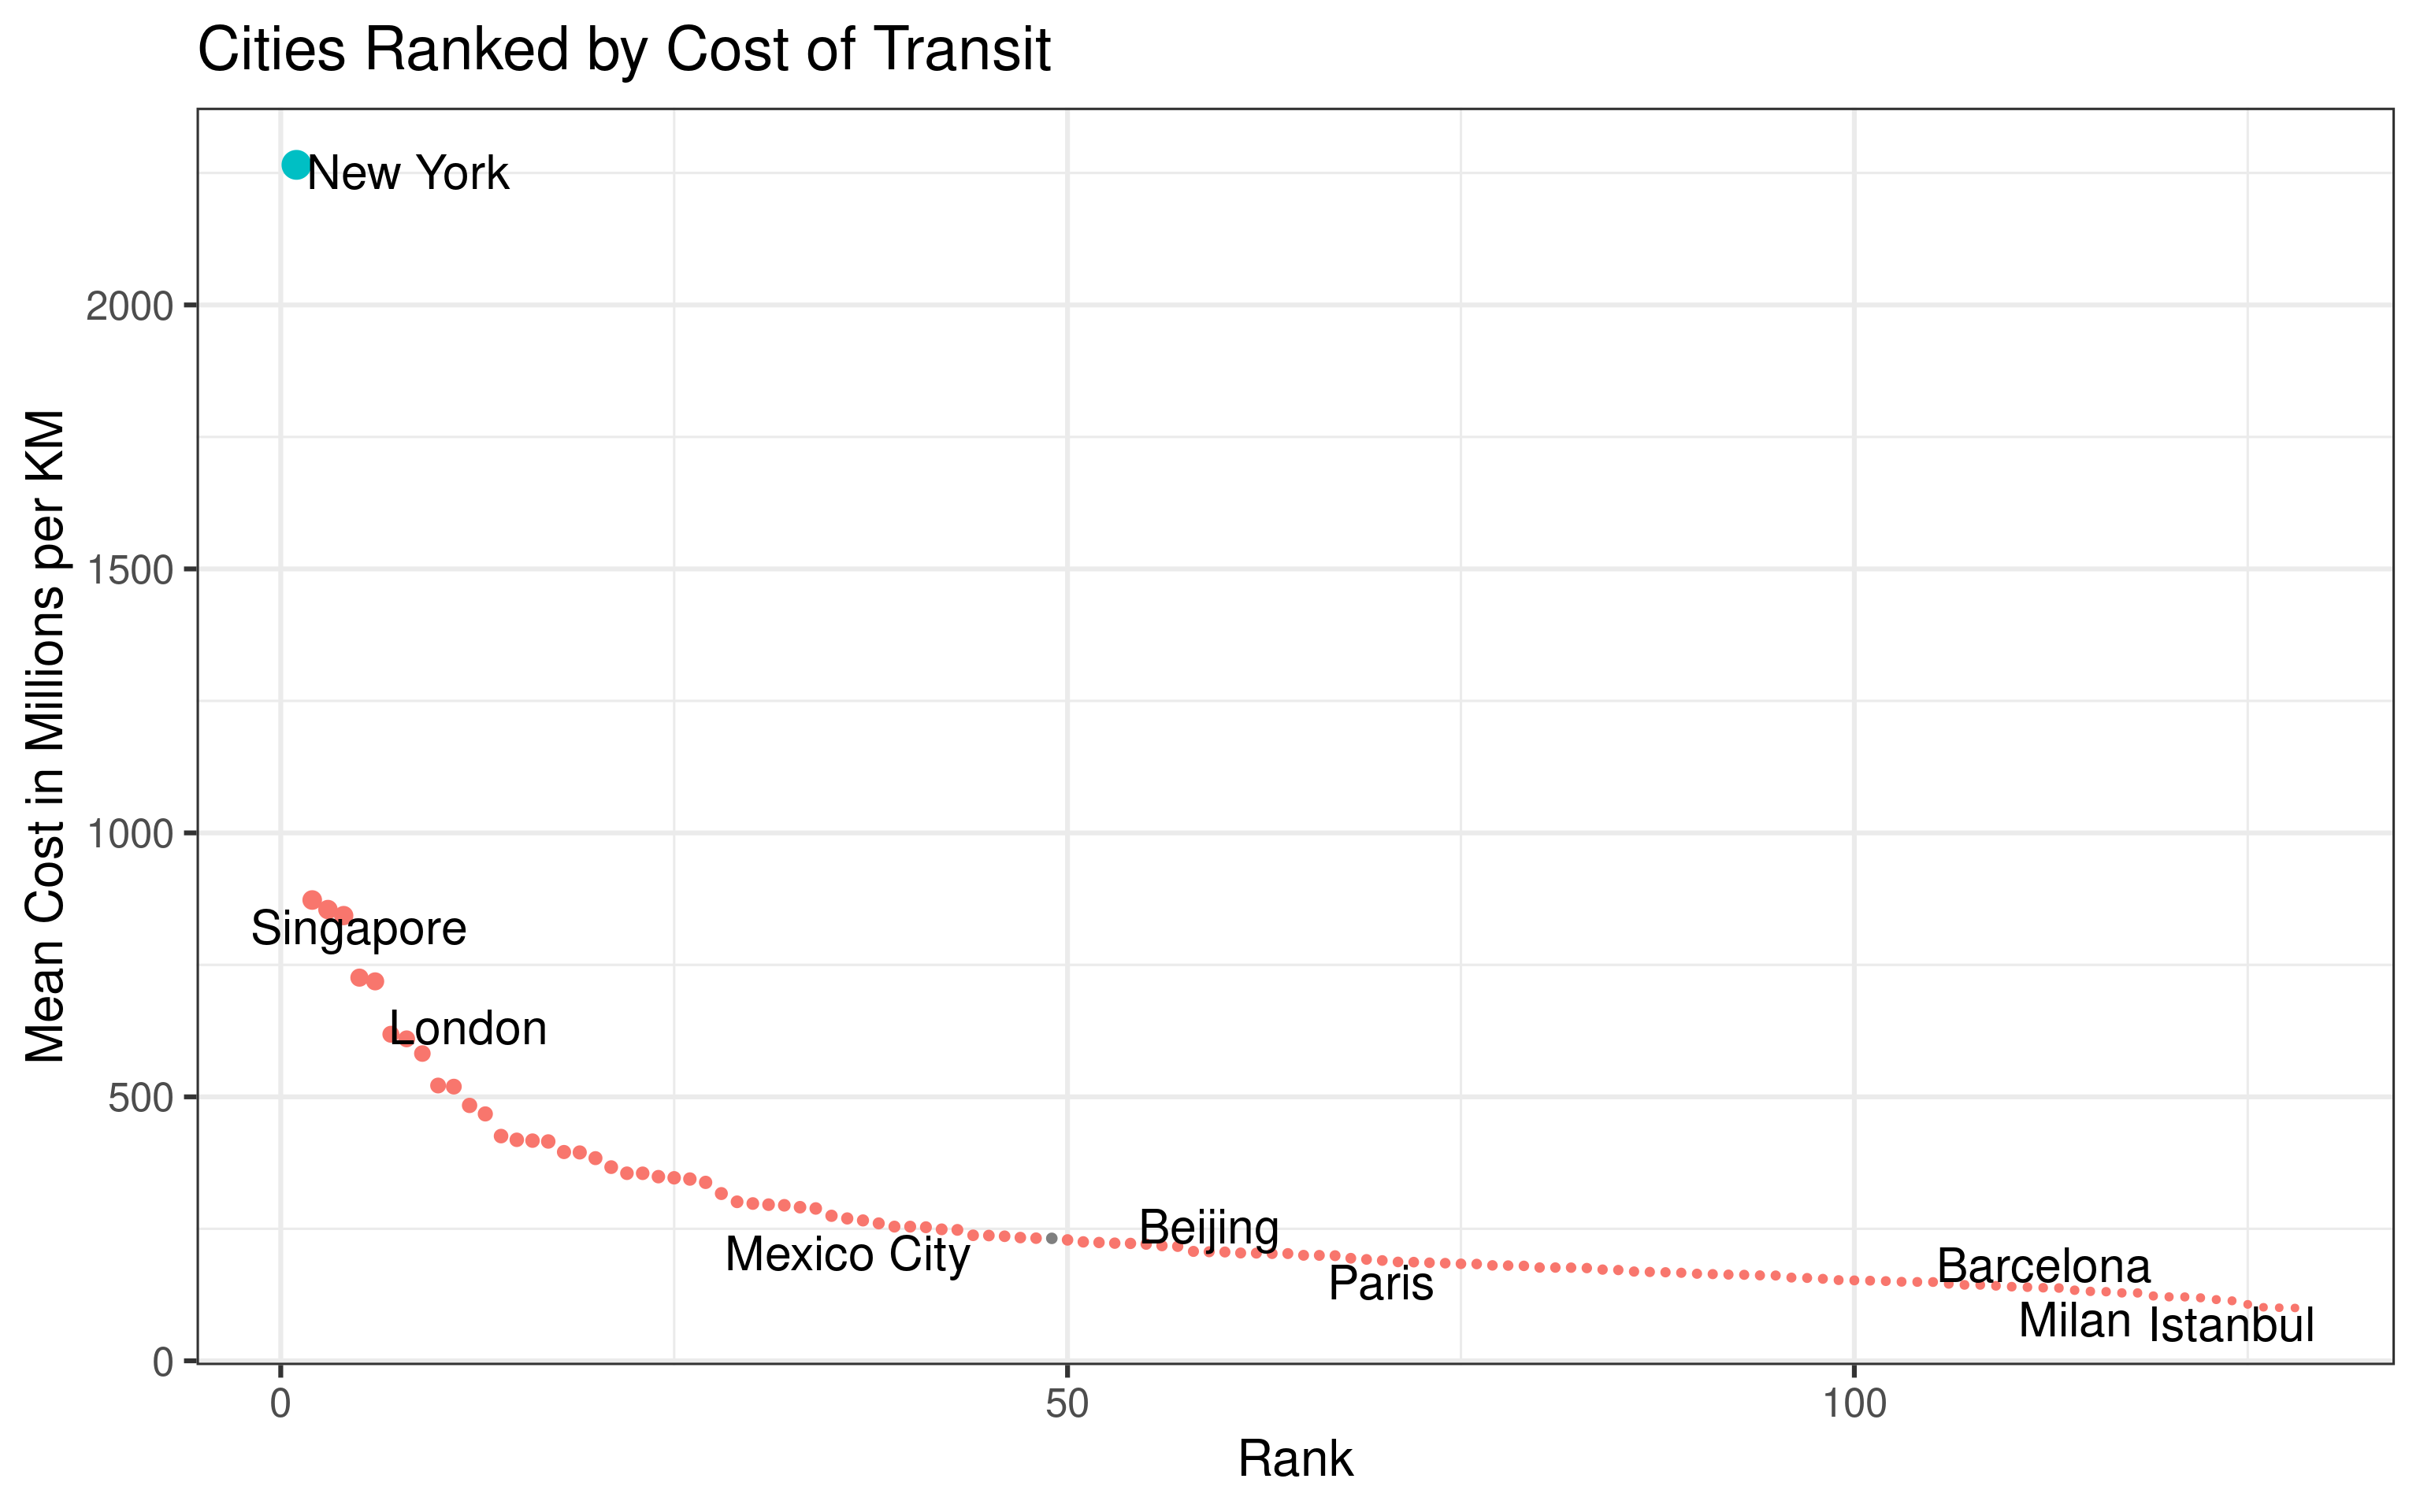 Cities Ranked by Cost of Transit
Mean Cost in Millions per KM
2000
1500
1000
500
0
New York
Singapore
London
Mexico City
Beijing
Paris
Barcelona
Milan
Istanbul
0
50
100
Rank